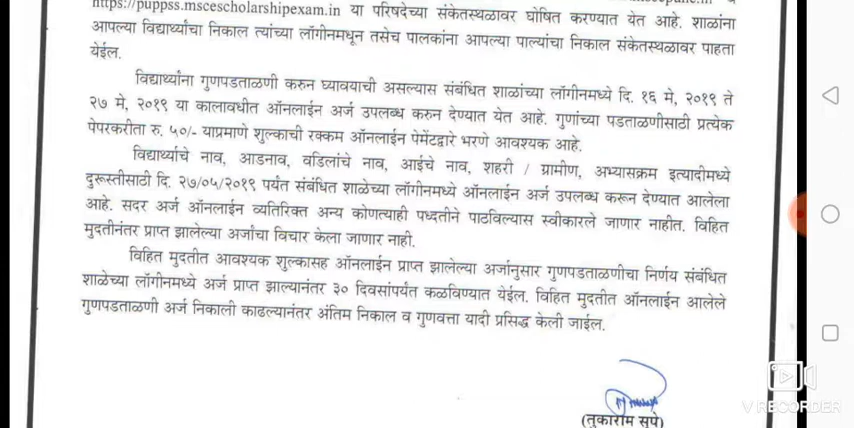 https://puppss.mscescholarshipexam.in या परिषदेच्या संकेतस्थळावर घोषित करण्यात येत आहे. शाळांना
आपल्या विद्यार्थ्यांचा निकाल त्यांच्या लॉगीनमधून तसेच पालकांना आपल्या पाल्यांचा निकाल संकेतस्थळावर पाहता
येईल.
विद्यार्थ्यांना गुणपडताळणी करुन घ्यावयाची असल्यास संबंधित शाळांच्या लॉगीनमध्ये दि. १६ मे, २०१९ ते
२७ मे, २०१९ या कालावधीत ऑनलाईन अर्ज उपलब्ध करुन देण्यात येत आहे. गुणांच्या पडताळणीसाठी प्रत्येक
पेपरकरीता रु. ५०/- याप्रमाणे शुल्काची रक्कम ऑनलाईन पेमेंटद्वारे भरणे आवश्यक आहे.
विद्यार्थ्याचे नाव, आडनाव, वडिलांचे नाव, आईचे नाव, शहरी / ग्रामीण, अभ्यासक्रम इत्यादीमध्ये
दुरूस्तीसाठी दि. २७/०५/२०१९ पर्यंत संबंधित शाळेच्या लॉगीनमध्ये ऑनलाईन अर्ज उपलब्ध करून देण्यात आलेला
आहे. सदर अर्ज ऑनलाईन व्यतिरिक्त अन्य कोणत्याही पध्दतीने पाठविल्यास स्वीकारले जाणार नाहीत. विहित
मुदतीनंतर प्राप्त झालेल्या अर्जांचा विचार केला जाणार नाही.
विहित मुदतीत आवश्यक शुल्कासह ऑनलाईन प्राप्त झालेल्या अर्जानुसार गुणपडताळणीचा निर्णय संबंधित
शाळेच्या लॉगीनमध्ये अर्ज प्राप्त झाल्यानंतर ३० दिवसांपर्यंत कळविण्यात येईल. विहित मुदतीत ऑनलाईन आलेले
गुणपडताळणी अर्ज निकाली काढल्यानंतर अंतिम निकाल व गुणवत्ता यादी प्रसिद्ध केली जाईल.
(तुकाराम सुपे)
V RECORDER